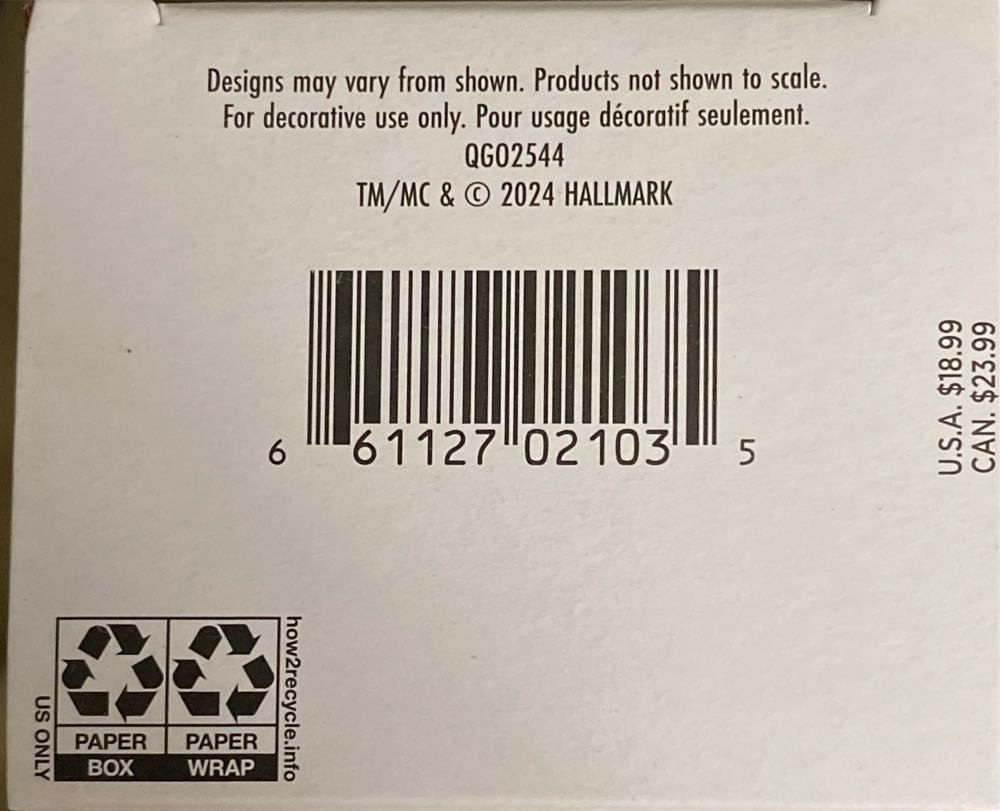 Designs may vary from shown. Products not shown to scale.
For decorative use only. Pour usage décoratif seulement.
QGO2544
TM/MC & © 2024 HALLMARK
6 61127 02103 5
U.S.A. $18.99
CAN. $23.99
US ONLY
PAPER PAPER
BOX WRAP
how2recycle.info